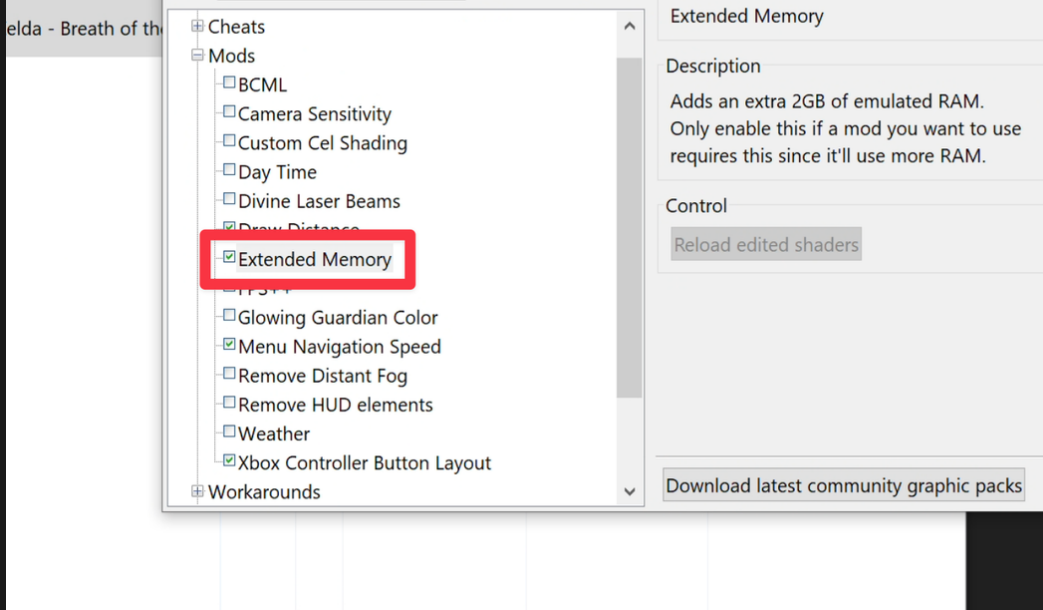 elda - Breath of th
Cheats
Mods
BCML
Camera Sensitivity
Custom Cel Shading
Day Time
Divine Laser Beams
Draw Distance
Extended Memory
FPS++
Glowing Guardian Color
Menu Navigation Speed
Remove Distant Fog
Remove HUD elements
Weather
Xbox Controller Button Layout
Workarounds
Extended Memory
Description
Adds an extra 2GB of emulated RAM.
Only enable this if a mod you want to use
requires this since it'll use more RAM.
Control
Reload edited shaders
Download latest community graphic packs